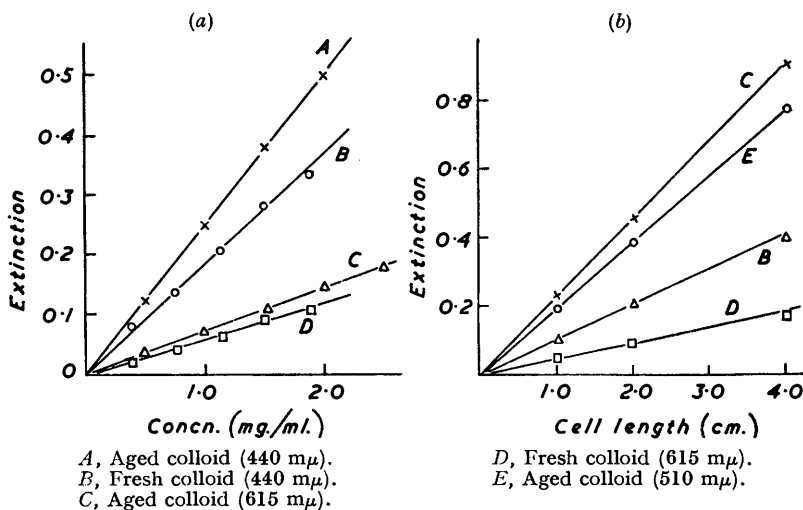 (a)
(b)
0·5
0·4
0·3
0·2
0·1
0
Extinction
A
B
C
D
1·0
2·0
Concn. (mg./ml.)
0·8
0·6
0·4
0·2
Extinction
C
E
B
D
1·0
2·0
3·0
4·0
Cell length (cm.)
A, Aged colloid (440 mμ).
B, Fresh colloid (440 mμ).
C, Aged colloid (615 mμ).
D, Fresh colloid (615 mμ).
E, Aged colloid (510 mμ).